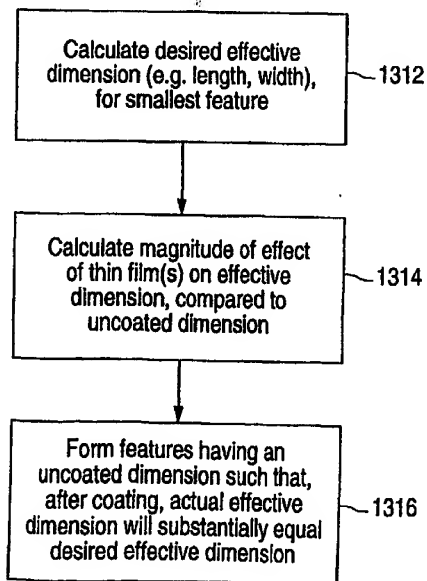 Calculate desired effective
dimension (e.g. length, width),
for smallest feature
1312
Calculate magnitude of effect
of thin film(s) on effective
dimension, compared to
uncoated dimension
1314
Form features having an
uncoated dimension such that,
after coating, actual effective
dimension will substantially equal
desired effective dimension
1316